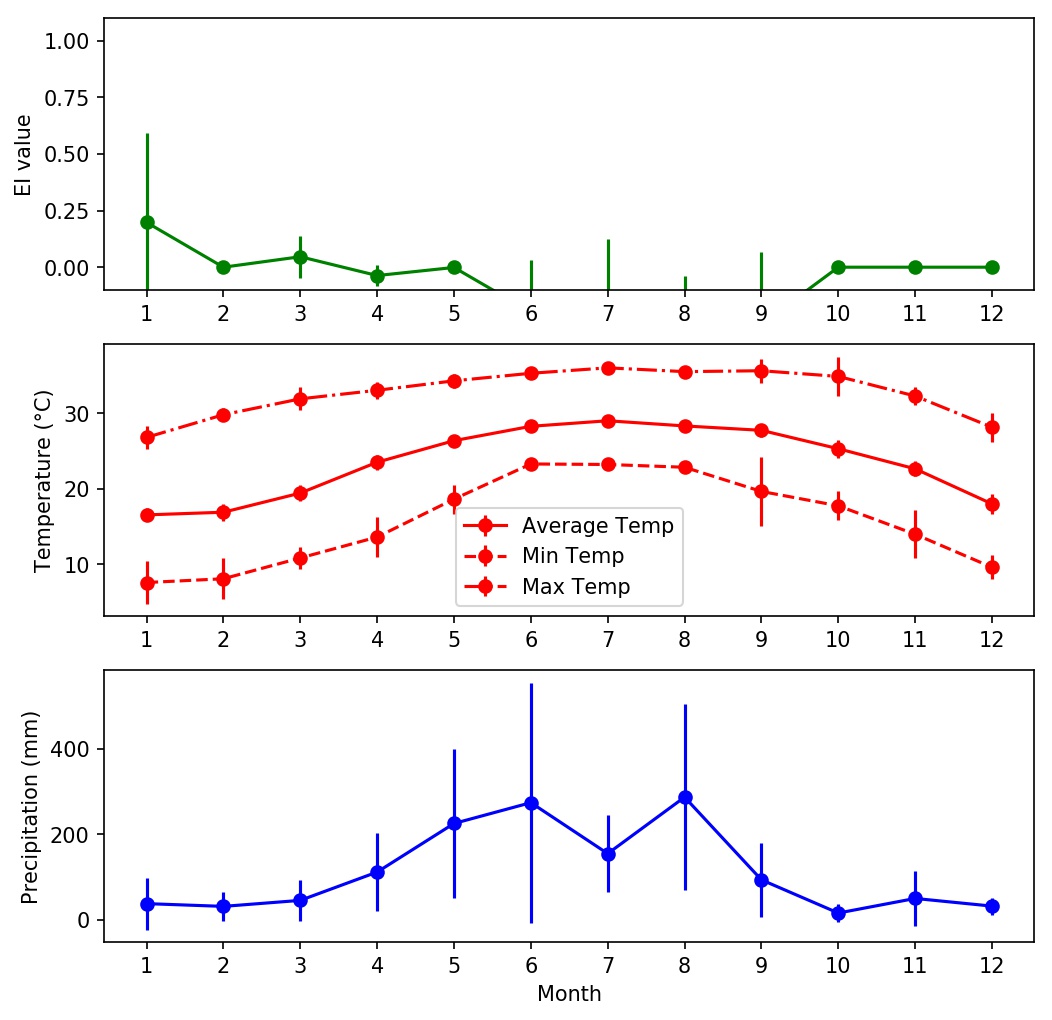 EI value
1.00
0.75
0.50
0.25
0.00
1 2 3 4 5 6 7 8 9 10 11 12
Temperature (°C)
30
20
10
Average Temp
Min Temp
Max Temp
1 2 3 4 5 6 7 8 9 10 11 12
Precipitation (mm)
400
200
0
1 2 3 4 5 6 7 8 9 10 11 12
Month